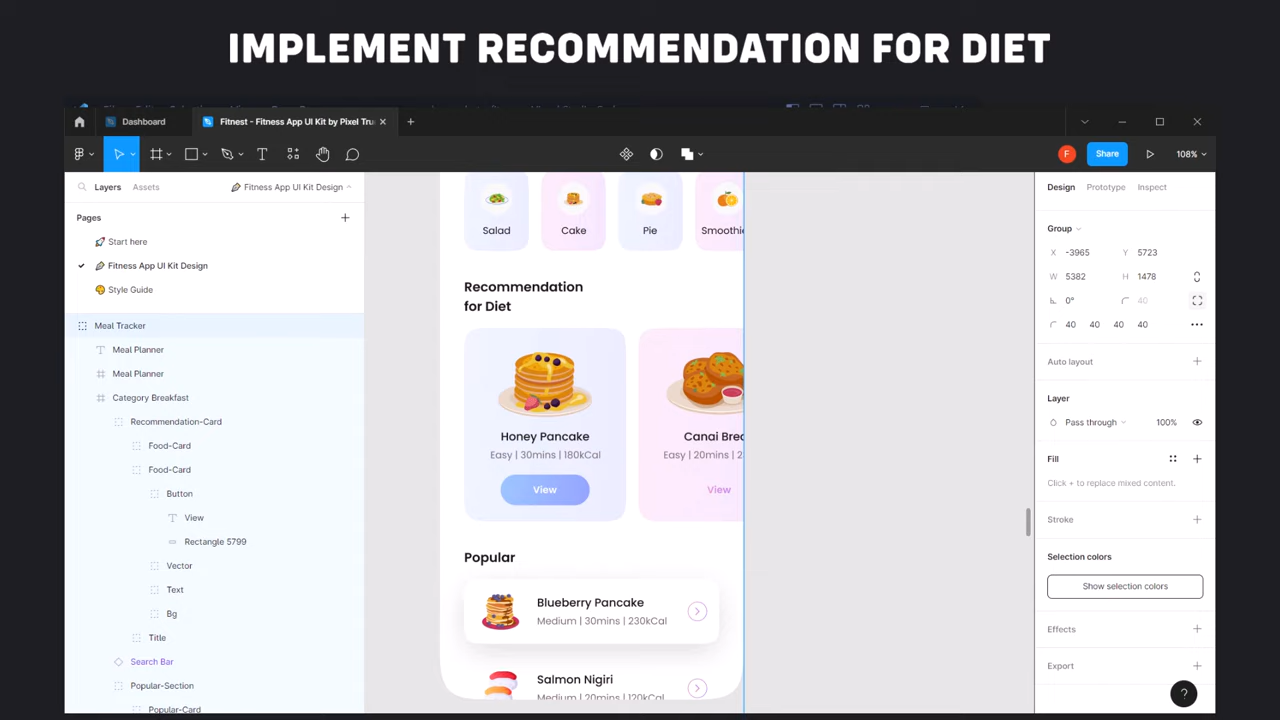 IMPLEMENT RECOMMENDATION FOR DIET
Dashboard
Fitnest - Fitness App UI Kit by Pixel Tru
F
Share
108%
Layers
Assets
Fitness App UI Kit Design
Pages
Start here
Fitness App UI Kit Design
Style Guide
Meal Tracker
Meal Planner
Meal Planner
Category Breakfast
Recommendation-Card
Food-Card
Food-Card
Button
View
Rectangle 5799
Vector
Text
Bg
Title
Search Bar
Popular-Section
Popular-Card
Salad
Cake
Pie
Smoothie
Recommendation
for Diet
Honey Pancake
Easy | 30mins | 180kCal
View
Canai Brea
Easy | 20mins | 2
View
Popular
Blueberry Pancake
Medium | 30mins | 230kCal
Salmon Nigiri
Medium | 20mins | 120kCal
Design
Prototype
Inspect
Group
X -3965
Y 5723
W 5382
H 1478
0°
40
40 40 40 40
Auto layout
Layer
Pass through
100%
Fill
Click + to replace mixed content.
Stroke
Selection colors
Show selection colors
Effects
Export
?